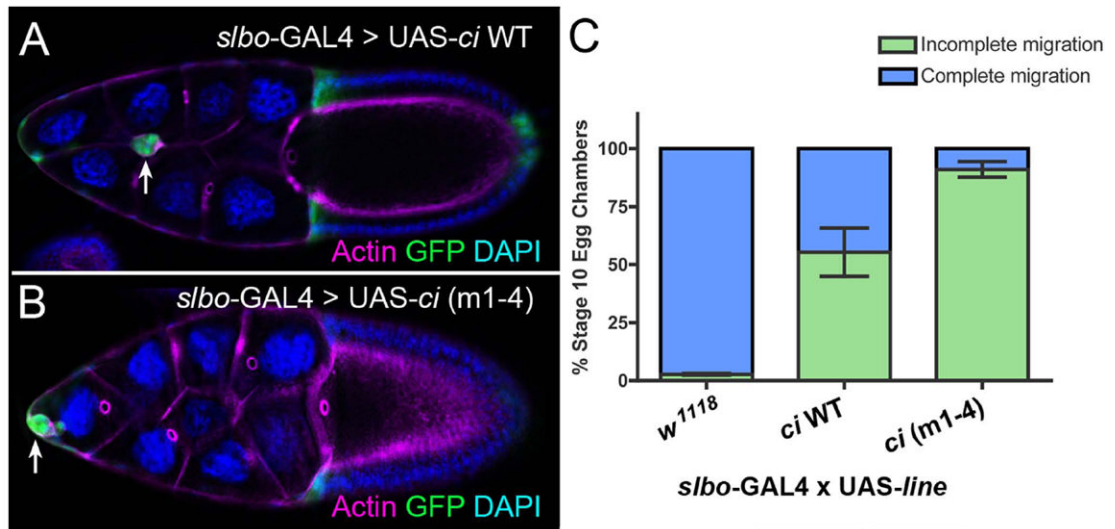 A
slbo-GAL4 > UAS-ci WT
Actin GFP DAPI
B
slbo-GAL4 > UAS-ci (m1-4)
Actin GFP DAPI
C
Incomplete migration
Complete migration
% Stage 10 Egg Chambers
100
75
50
25
0
w1118
ci WT
ci (m1-4)
slbo-GAL4 x UAS-line